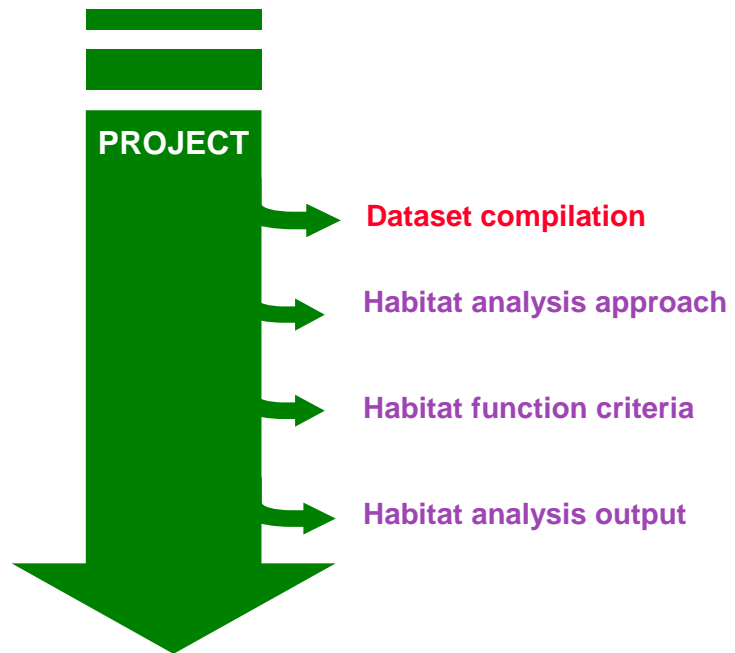 PROJECT
Dataset compilation
Habitat analysis approach
Habitat function criteria
Habitat analysis output